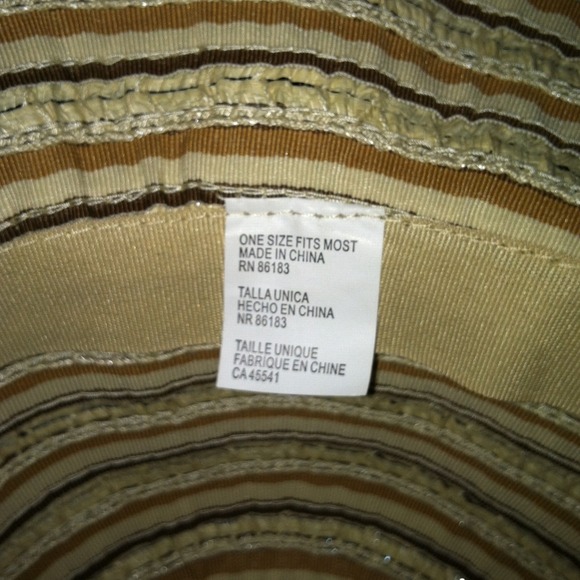 ONE SIZE FITS MOST
MADE IN CHINA
RN 86183
TALLA UNICA
HECHO EN CHINA
NR 86183
TAILLE UNIQUE
FABRIQUE EN CHINE
CA 45541